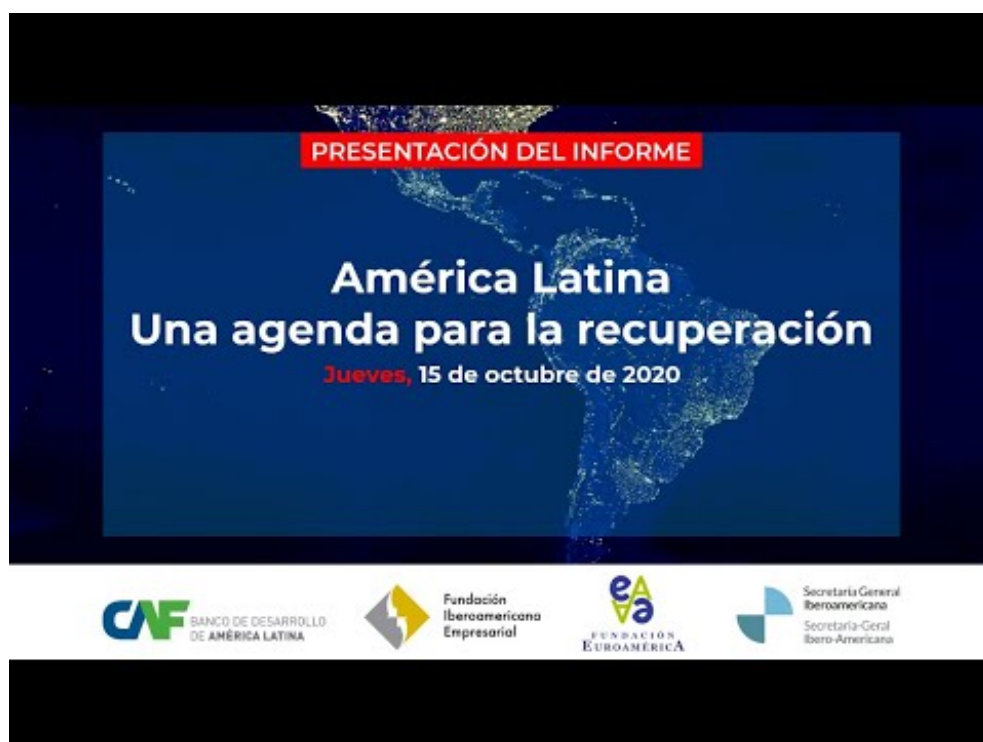 PRESENTACIÓN DEL INFORME
América Latina
Una agenda para la recuperación
Jueves, 15 de octubre de 2020
CAF
BANCO DE DESARROLLO
DE AMÉRICA LATINA
Fundación
Iberoamericana
Empresarial
FUNDACIÓN
EUROAMÉRICA
Secretaría General
Iberoamericana
Secretaria-Geral
Ibero-Americana